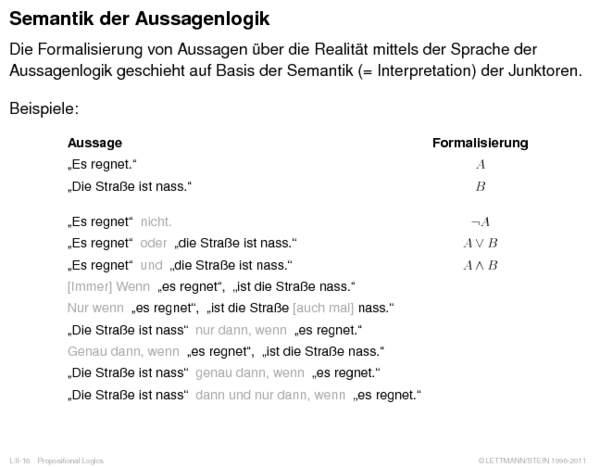 Semantik der Aussagenlogik
Die Formalisierung von Aussagen über die Realität mittels der Sprache der
Aussagenlogik geschieht auf Basis der Semantik (= Interpretation) der Junktoren.
Beispiele:
Aussage Formalisierung
„Es regnet.“ A
„Die Straße ist nass.“ B
„Es regnet“ nicht. ¬A
„Es regnet“ oder „die Straße ist nass.“ A ∨ B
„Es regnet“ und „die Straße ist nass.“ A ∧ B
[Immer] Wenn „es regnet“, „ist die Straße nass.“
Nur wenn „es regnet“, „ist die Straße [auch mal] nass.“
„Die Straße ist nass“ nur dann, wenn „es regnet.“
Genau dann, wenn „es regnet“, „ist die Straße nass.“
„Die Straße ist nass“ genau dann, wenn „es regnet.“
„Die Straße ist nass“ dann und nur dann, wenn „es regnet.“
L:II-16 Propositional Logics © LETTMANN/STEIN 1996-2011